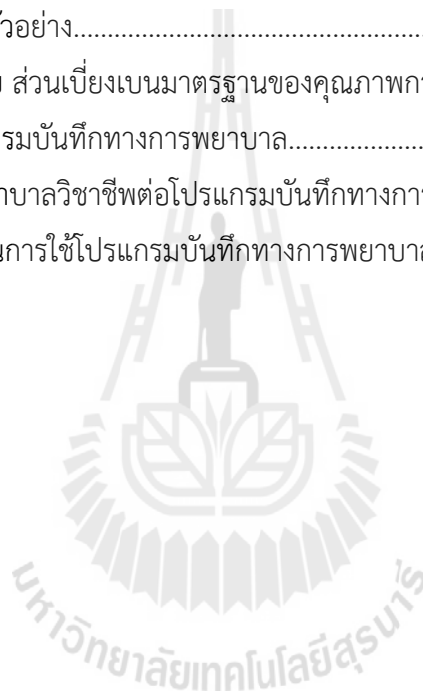 ตัวอย่าง......................................................
ส่วนเบี่ยงเบนมาตรฐานของคุณภาพกา
รมบันทึกทางการพยาบาล......................
าบาลวิชาชีพต่อโปรแกรมบันทึกทางการ
นการใช้โปรแกรมบันทึกทางการพยาบาล
มหาวิทยาลัยเทคโนโลยีสุรนารี